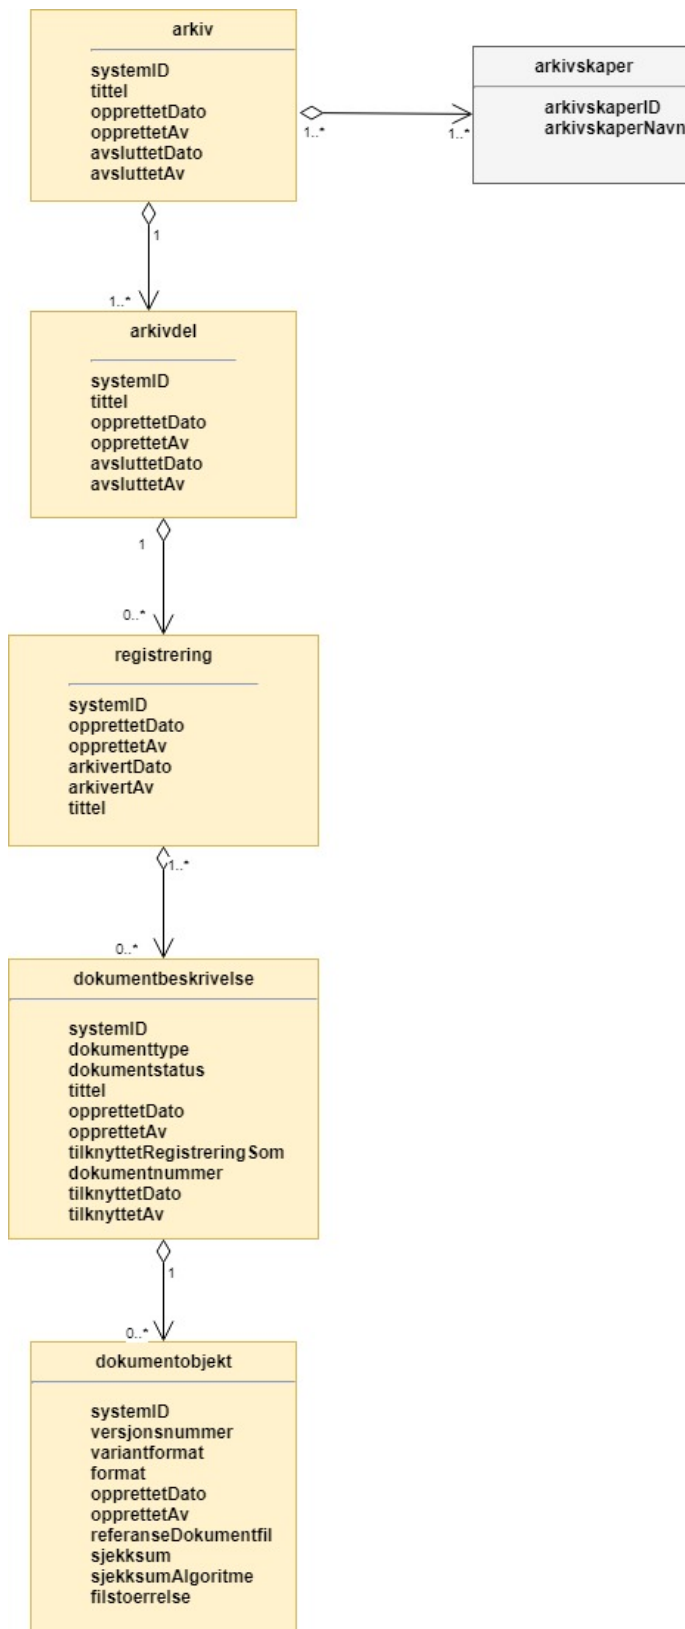 arkiv
systemID
tittel
opprettetDato
opprettetAv
avsluttetDato
avsluttetAv
arkivskaper
arkivskaperID
arkivskaperNavn
1..*
1..*
1
1..*
arkivdel
systemID
tittel
opprettetDato
opprettetAv
avsluttetDato
avsluttetAv
1
0..*
registrering
systemID
opprettetDato
opprettetAv
arkivertDato
arkivertAv
tittel
1..*
0..*
dokumentbeskrivelse
systemID
dokumenttype
dokumentstatus
tittel
opprettetDato
opprettetAv
tilknyttetRegistreringSom
dokumentnummer
tilknyttetDato
tilknyttetAv
1
0..*
dokumentobjekt
systemID
versjonsnummer
variantformat
format
opprettetDato
opprettetAv
referanseDokumentfil
sjekksum
sjekksumAlgoritme
filstoerrelse